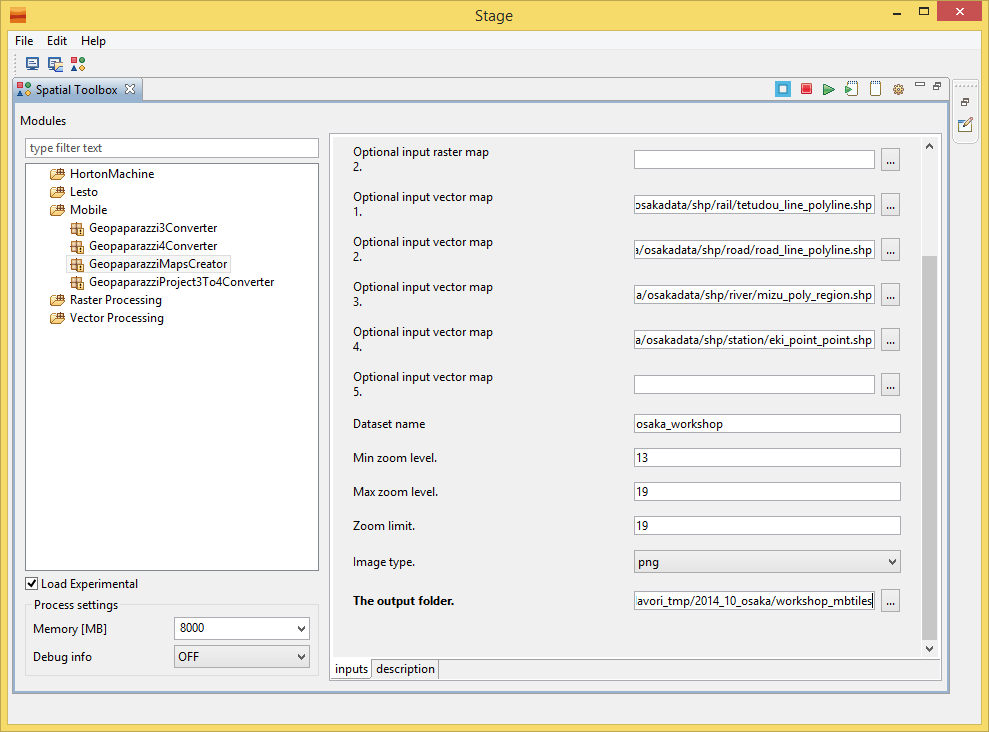 Stage
File Edit Help
Spatial Toolbox
Modules
type filter text
HortonMachine
Lesto
Mobile
Geopaparazzi3Converter
Geopaparazzi4Converter
GeopaparazziMapsCreator
GeopaparazziProject3To4Converter
Raster Processing
Vector Processing
Load Experimental
Process settings
Memory [MB] 8000
Debug info OFF
Optional input raster map
2.
...
Optional input vector map
1.
osakadata/shp/rail/tetudou_line_polyline.shp ...
Optional input vector map
2.
a/osakadata/shp/road/road_line_polyline.shp ...
Optional input vector map
3.
a/osakadata/shp/river/mizu_poly_region.shp ...
Optional input vector map
4.
a/osakadata/shp/station/eki_point_point.shp ...
Optional input vector map
5.
...
Dataset name osaka_workshop
Min zoom level. 13
Max zoom level. 19
Zoom limit. 19
Image type. png
The output folder. avori_tmp/2014_10_osaka/workshop_mbtiles ...
inputs description